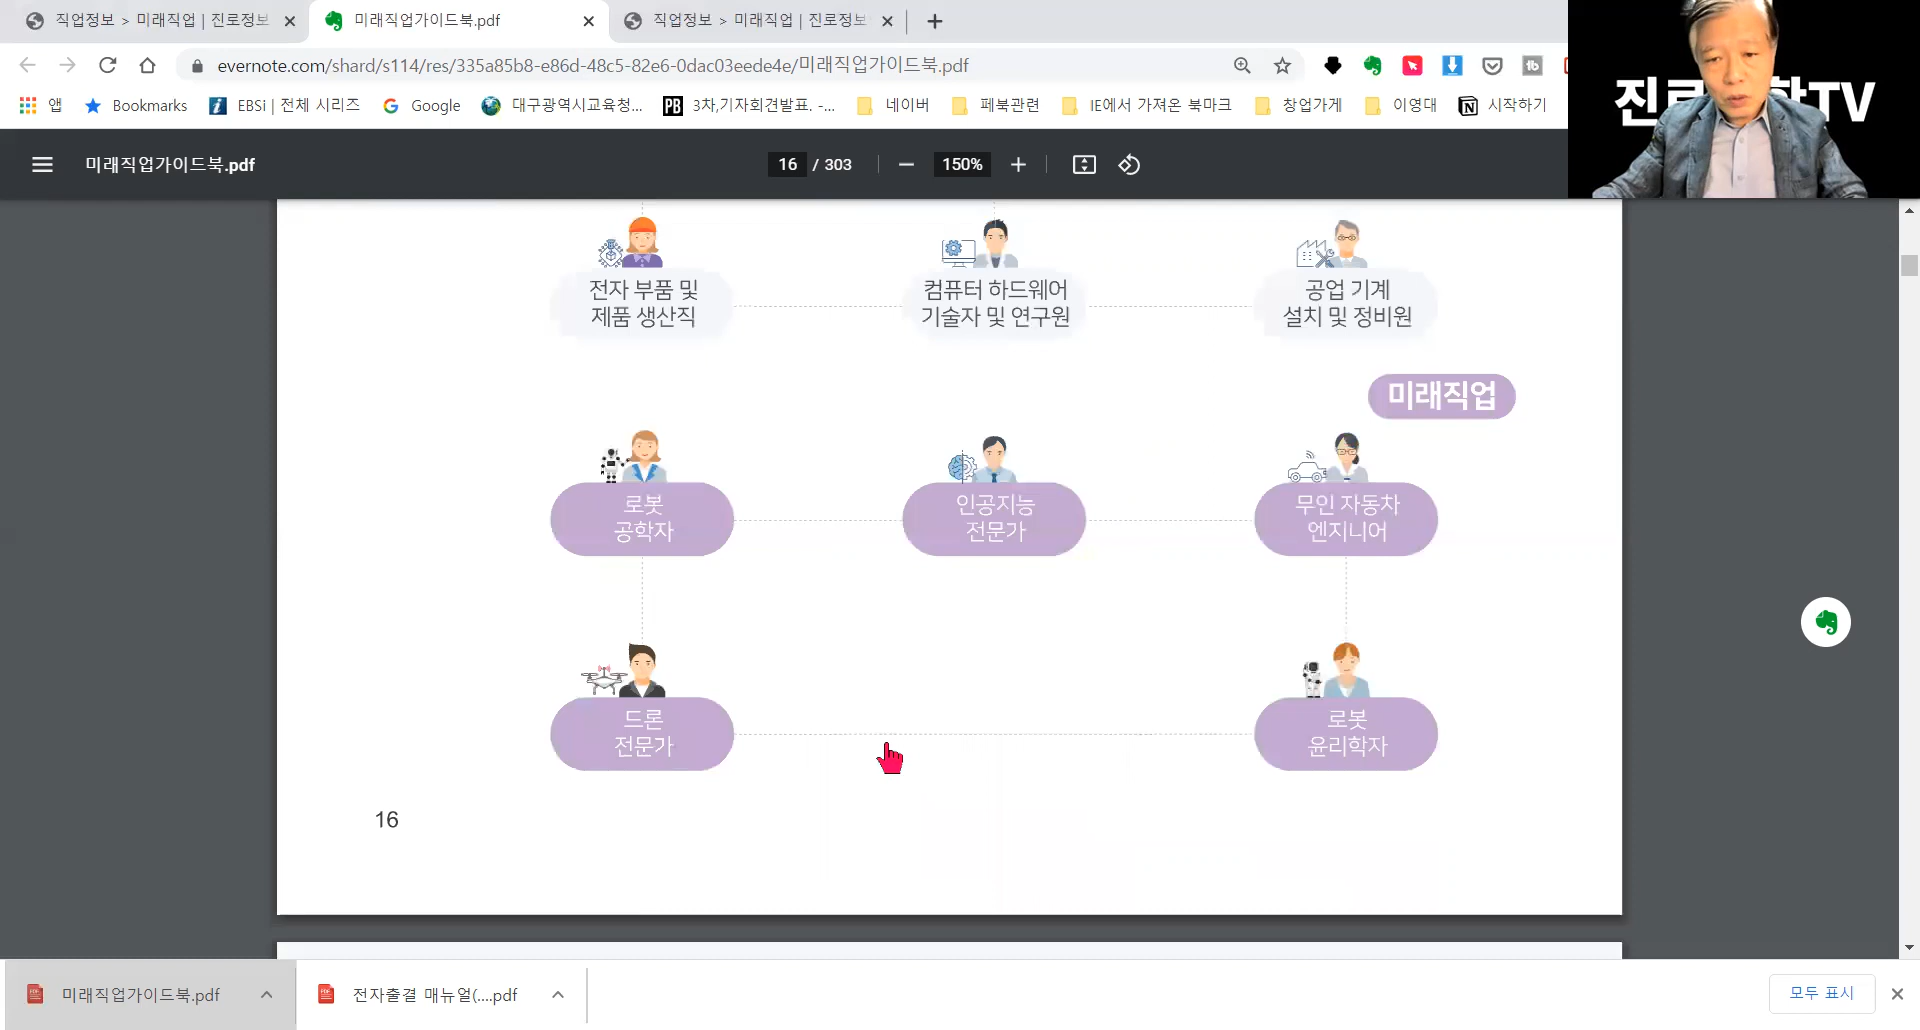 직업정보 > 미래직업 | 진로정보
미래직업가이드북.pdf
직업정보 > 미래직업 | 진로정보
evernote.com/shard/s114/res/335a85b8-e86d-48c5-82e6-0dac03eede4e/미래직업가이드북.pdf
앱
Bookmarks
EBSi | 전체 시리즈
Google
대구광역시교육청...
3차,기자회견발표. -...
네이버
페북관련
IE에서 가져온 북마크
창업가게
이영대
시작하기
TV
미래직업가이드북.pdf
16 / 303
150%
전자 부품 및
제품 생산직
컴퓨터 하드웨어
기술자 및 연구원
공업 기계
설치 및 정비원
미래직업
로봇
공학자
인공지능
전문가
무인 자동차
엔지니어
드론
전문가
로봇
윤리학자
16
미래직업가이드북.pdf
전자출결 매뉴얼(....pdf
모두 표시